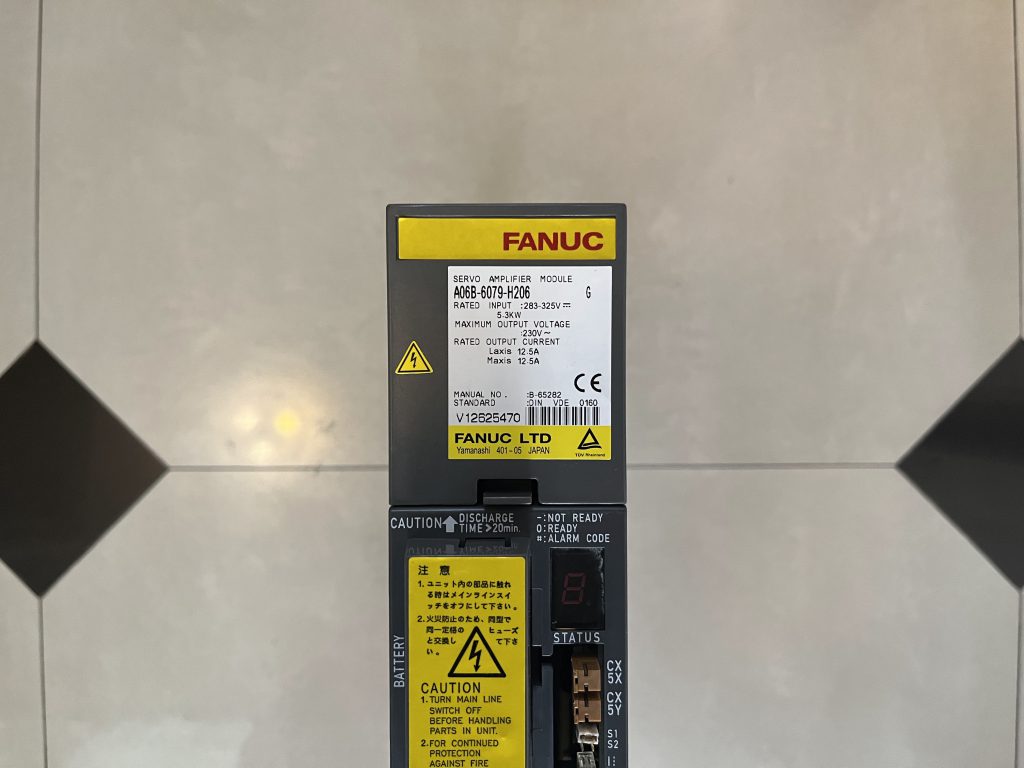 FANUC
SERVO AMPLIFIER MODULE
A06B-6079-H206 G
RATED INPUT :283-325V⎓
5.3KW
MAXIMUM OUTPUT VOLTAGE
:230V~
RATED OUTPUT CURRENT
Laxis 12.5A
Maxis 12.5A
CE
MANUAL NO. :B-65282
STANDARD :DIN VDE 0160
V12625470
FANUC LTD
Yamanashi 401-05 JAPAN
TÜV Rheinland
CAUTION DISCHARGE
TIME≥20min.
-:NOT READY
0:READY
#:ALARM CODE
8
STATUS
BATTERY
注意
1.ユニット内の部品に触れ
る時はメインラインスイ
ッチをオフにして下さい。
2.火災防止のため、同型で
同一定格の ヒューズ
と交換し て下さ
い。
CAUTION
1.TURN MAIN LINE
SWITCH OFF
BEFORE HANDLING
PARTS IN UNIT.
2.FOR CONTINUED
PROTECTION
AGAINST FIRE
CX
5X
CX
5Y
S1
S2